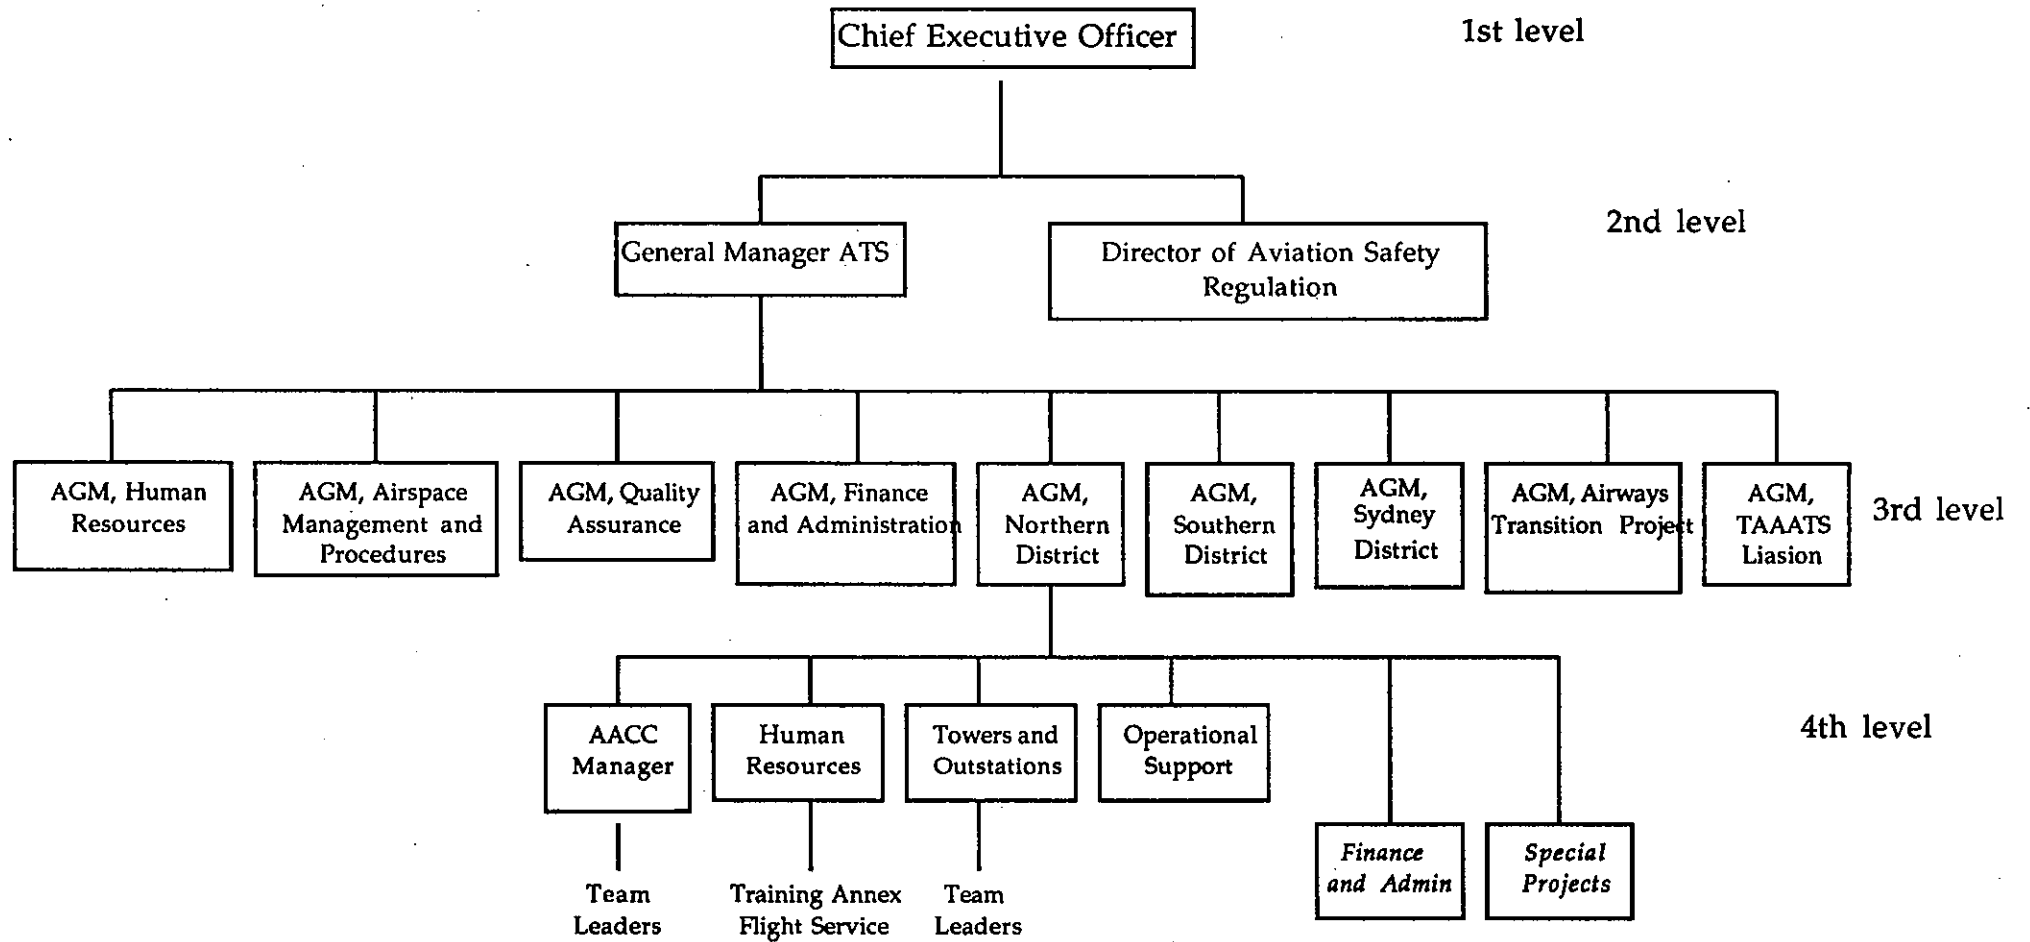 Chief Executive Officer
1st level
2nd level
General Manager ATS
Director of Aviation Safety
Regulation
AGM, Human
Resources
AGM, Airspace
Management and
Procedures
AGM, Quality
Assurance
AGM, Finance
and Administration
AGM,
Northern
District
AGM,
Southern
District
AGM,
Sydney
District
AGM, Airways
Transition Project
AGM,
TAAATS
Liasion
3rd level
AACC
Manager
Human
Resources
Towers and
Outstations
Operational
Support
4th level
Finance
and Admin
Special
Projects
Team
Leaders
Training Annex
Flight Service
Team
Leaders